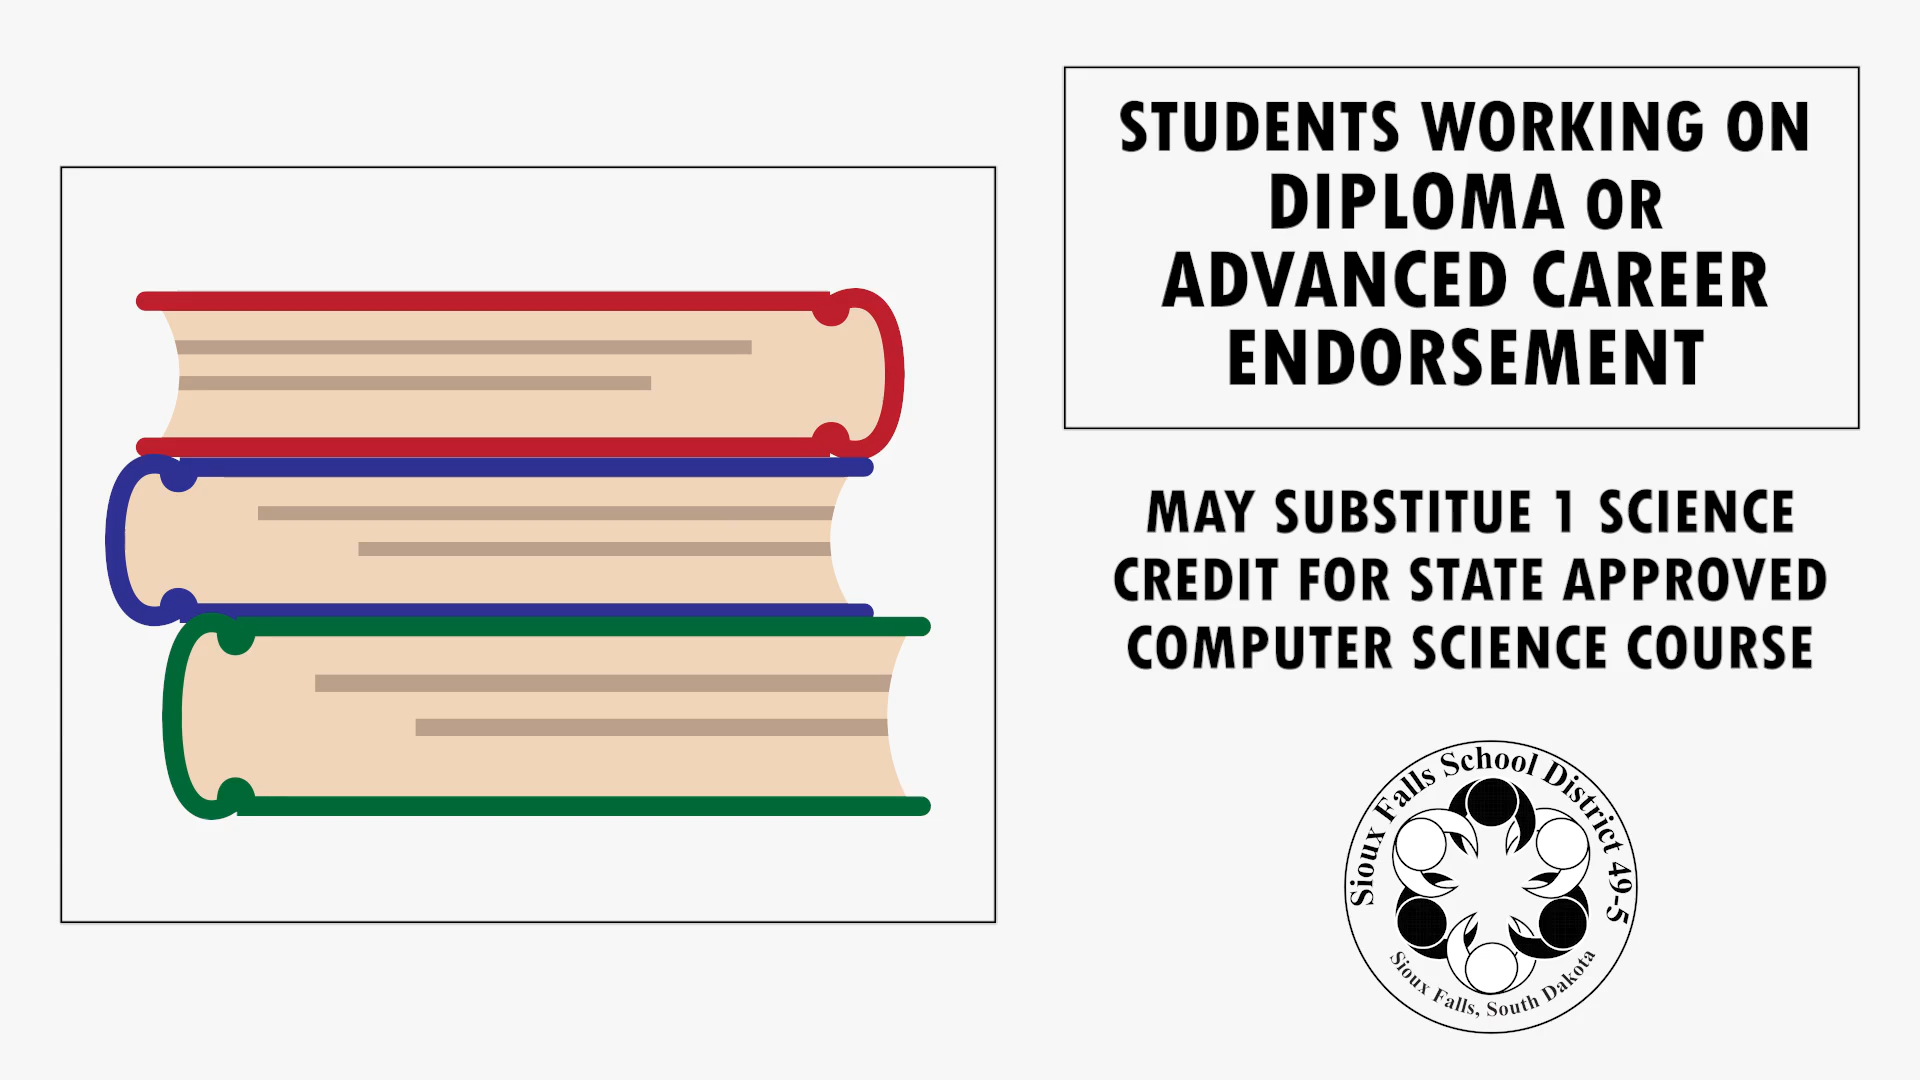 STUDENTS WORKING ON
DIPLOMA OR
ADVANCED CAREER
ENDORSEMENT
MAY SUBSTITUE 1 SCIENCE
CREDIT FOR STATE APPROVED
COMPUTER SCIENCE COURSE
Sioux Falls School District 49-5
Sioux Falls, South Dakota